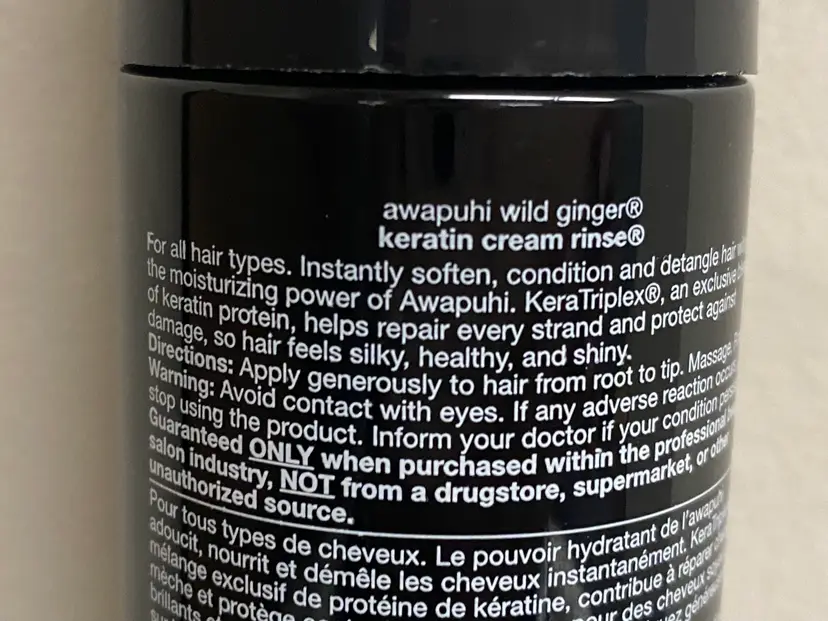 awapuhi wild ginger®
keratin cream rinse®
For all hair types. Instantly soften, condition and detangle hair
the moisturizing power of Awapuhi. KeraTriplex®, an exclusive
of keratin protein, helps repair every strand and protect against
damage, so hair feels silky, healthy, and shiny.
Directions: Apply generously to hair from root to tip. Massage.
Warning: Avoid contact with eyes. If any adverse reaction occurs,
stop using the product. Inform your doctor if your condition
Guaranteed ONLY when purchased within the professional
salon industry, NOT from a drugstore, supermarket, or other
unauthorized source.
Pour tous types de cheveux. Le pouvoir hydratant de l'awapuhi
adoucit, nourrit et démêle les cheveux instantanément.
mélange exclusif de protéine de kératine, contribue à réparer
mèche et protège pour des cheveux
brillants